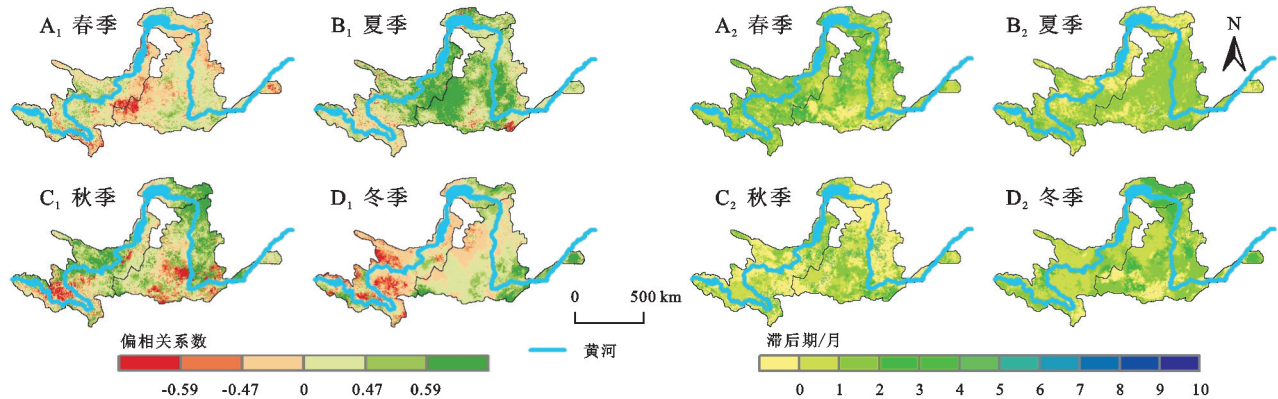 A₁ 春季
B₁ 夏季
A₂ 春季
B₂ 夏季
N
C₁ 秋季
D₁ 冬季
C₂ 秋季
D₂ 冬季
0 500 km
偏相关系数
-0.59 -0.47 0 0.47 0.59
黄河
滞后期/月
0 1 2 3 4 5 6 7 8 9 10